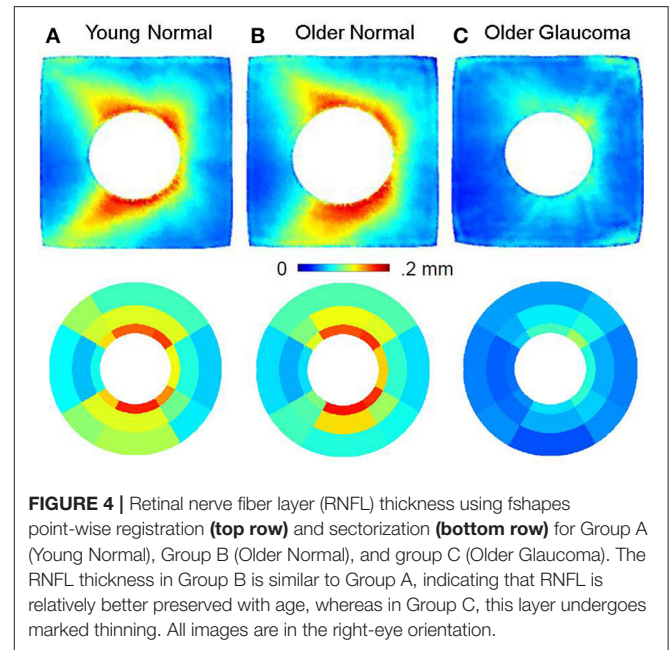 A Young Normal B Older Normal C Older Glaucoma
0 .2 mm
FIGURE 4 | Retinal nerve fiber layer (RNFL) thickness using fshapes
point-wise registration (top row) and sectorization (bottom row) for Group A
(Young Normal), Group B (Older Normal), and group C (Older Glaucoma). The
RNFL thickness in Group B is similar to Group A, indicating that RNFL is
relatively better preserved with age, whereas in Group C, this layer undergoes
marked thinning. All images are in the right-eye orientation.